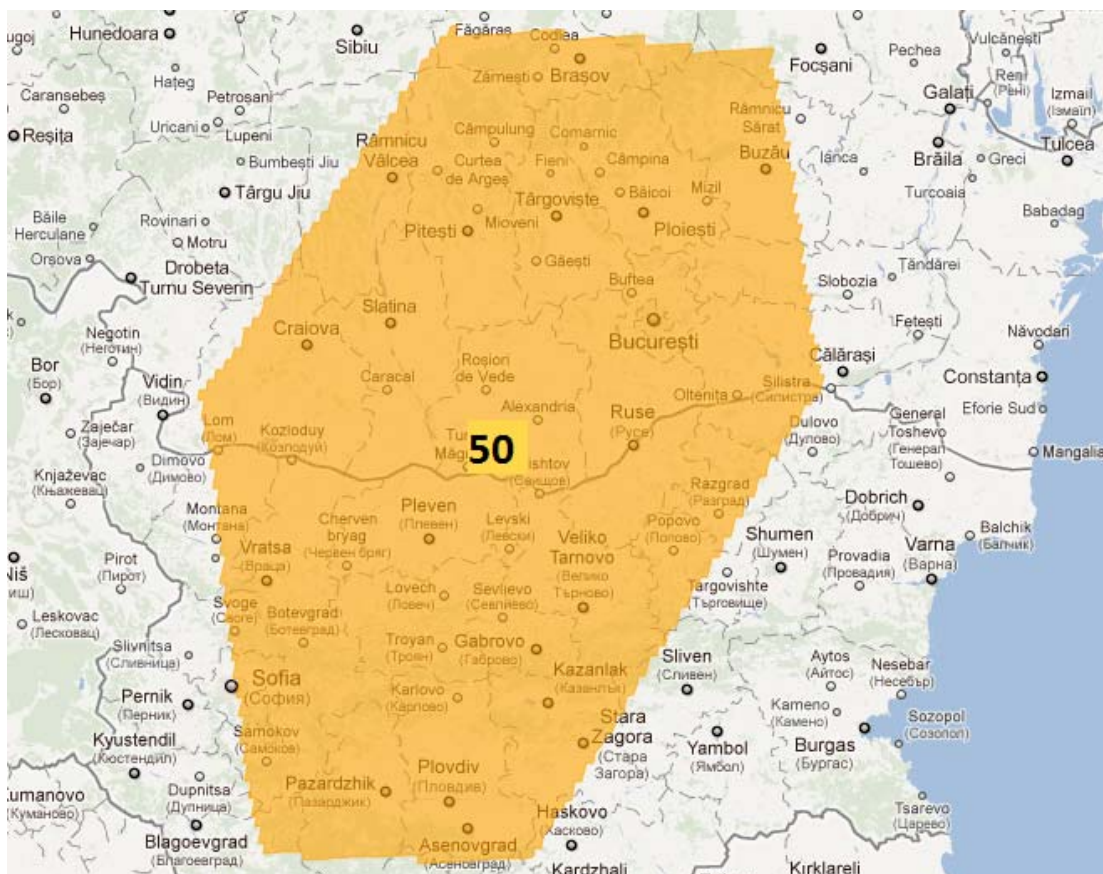 Hunedoara
Sibiu
Făgăraș
Codlea
Vulcănești
Pechea
Focșani
Reni
(Рені)
Izmail
(Ізмаїл)
Hațeg
Zărnești
Brașov
Caransebeș
Petroșani
Galați
Reșița
Uricani
Lupeni
Râmnicu
Vâlcea
Câmpulung
Comarnic
Râmnicu
Sărat
Brăila
Tulcea
Greci
Bumbești Jiu
Curtea
de Argeș
Fieni
Câmpina
Buzău
Ianca
Turcoaia
Târgu Jiu
Băicoi
Mizil
Târgoviște
Babadag
Băile
Herculane
Rovinari
Mioveni
Pitești
Ploiești
Motru
Orșova
Găești
Drobeta
Turnu Severin
Buftea
Slobozia
Țăndărei
Slatina
Craiova
București
Fetești
Năvodari
Negotin
(Неготин)
Bor
(Бор)
Vidin
(Видин)
Roșiori
de Vede
Călărași
Constanța
Caracal
Oltenița
Silistra
(Силистра)
Eforie Sud
Alexandria
Zaječar
(Зајечар)
Lom
(Лом)
Kozloduy
(Козлодуй)
Ruse
(Русе)
Dulovo
(Дулово)
General
Toshevo
(Генерал
Тошево)
Mangalia
50
Dimovo
(Димово)
Knjaževac
(Књажевац)
Razgrad
(Разград)
Montana
(Монтана)
Pleven
(Плевен)
Levski
(Левски)
Popovo
(Попово)
Dobrich
(Добрич)
Cherven
bryag
(Червен бряг)
Veliko
Tarnovo
(Велико
Търново)
Shumen
(Шумен)
Balchik
(Балчик)
Vratsa
(Враца)
Pirot
(Пирот)
Provadia
(Провадия)
Varna
(Варна)
Niš
Targovishte
(Търговище)
Lovech
(Ловеч)
Sevlievo
(Севлиево)
Leskovac
(Лесковац)
Svoge
(Своге)
Botevgrad
(Ботевград)
Slivnitsa
(Сливница)
Troyan
(Троян)
Gabrovo
(Габрово)
Sliven
(Сливен)
Aytos
(Айтос)
Nesebar
(Несебър)
Sofia
(София)
Pernik
(Перник)
Karlovo
(Карлово)
Kazanlak
(Казанлък)
Kameno
(Камено)
Sozopol
(Созопол)
Kyustendil
(Кюстендил)
Samokov
(Самоков)
Stara
Zagora
(Стара
Загора)
Yambol
(Ямбол)
Burgas
(Бургас)
Plovdiv
(Пловдив)
Pazardzhik
(Пазарджик)
Dupnitsa
(Дупница)
(Куманово)
Tsarevo
(Царево)
Blagoevgrad
(Благоевград)
Haskovo
(Хасково)
Asenovgrad
(Асеновград)
Kardzhali
Kırklareli